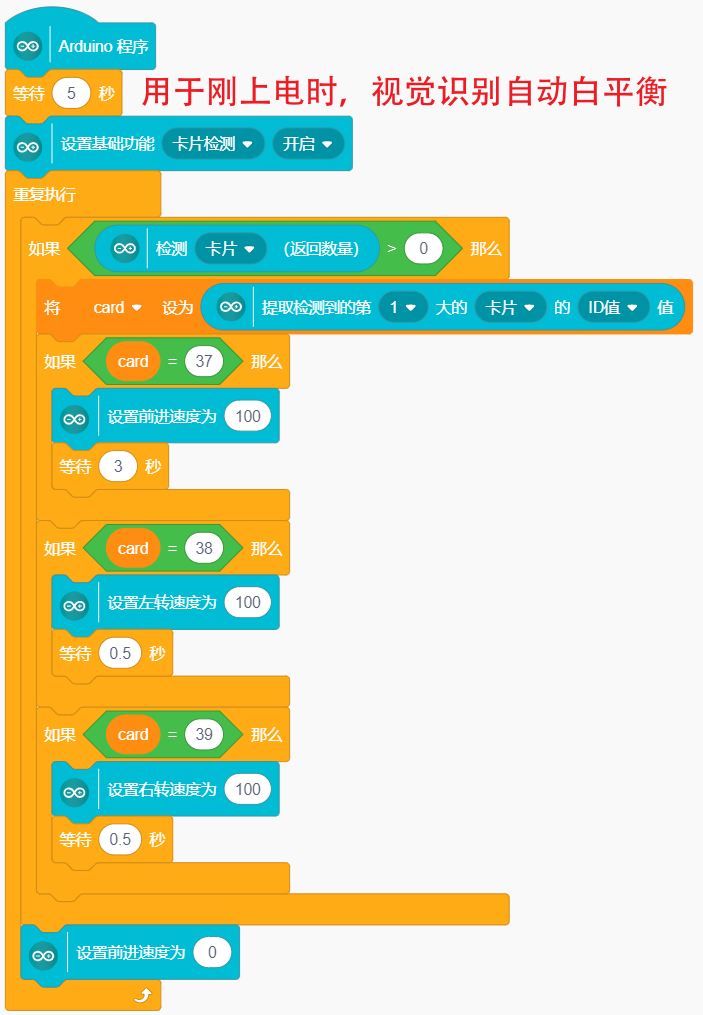 Arduino 程序
等待 5 秒 用于刚上电时，视觉识别自动白平衡
设置基础功能 卡片检测 开启
重复执行
如果 检测 卡片 (返回数量) > 0 那么
将 card 设为 提取检测到的第 1 大的 卡片 的 ID值 值
如果 card = 37 那么
设置前进速度为 100
等待 3 秒
如果 card = 38 那么
设置左转速度为 100
等待 0.5 秒
如果 card = 39 那么
设置右转速度为 100
等待 0.5 秒
设置前进速度为 0